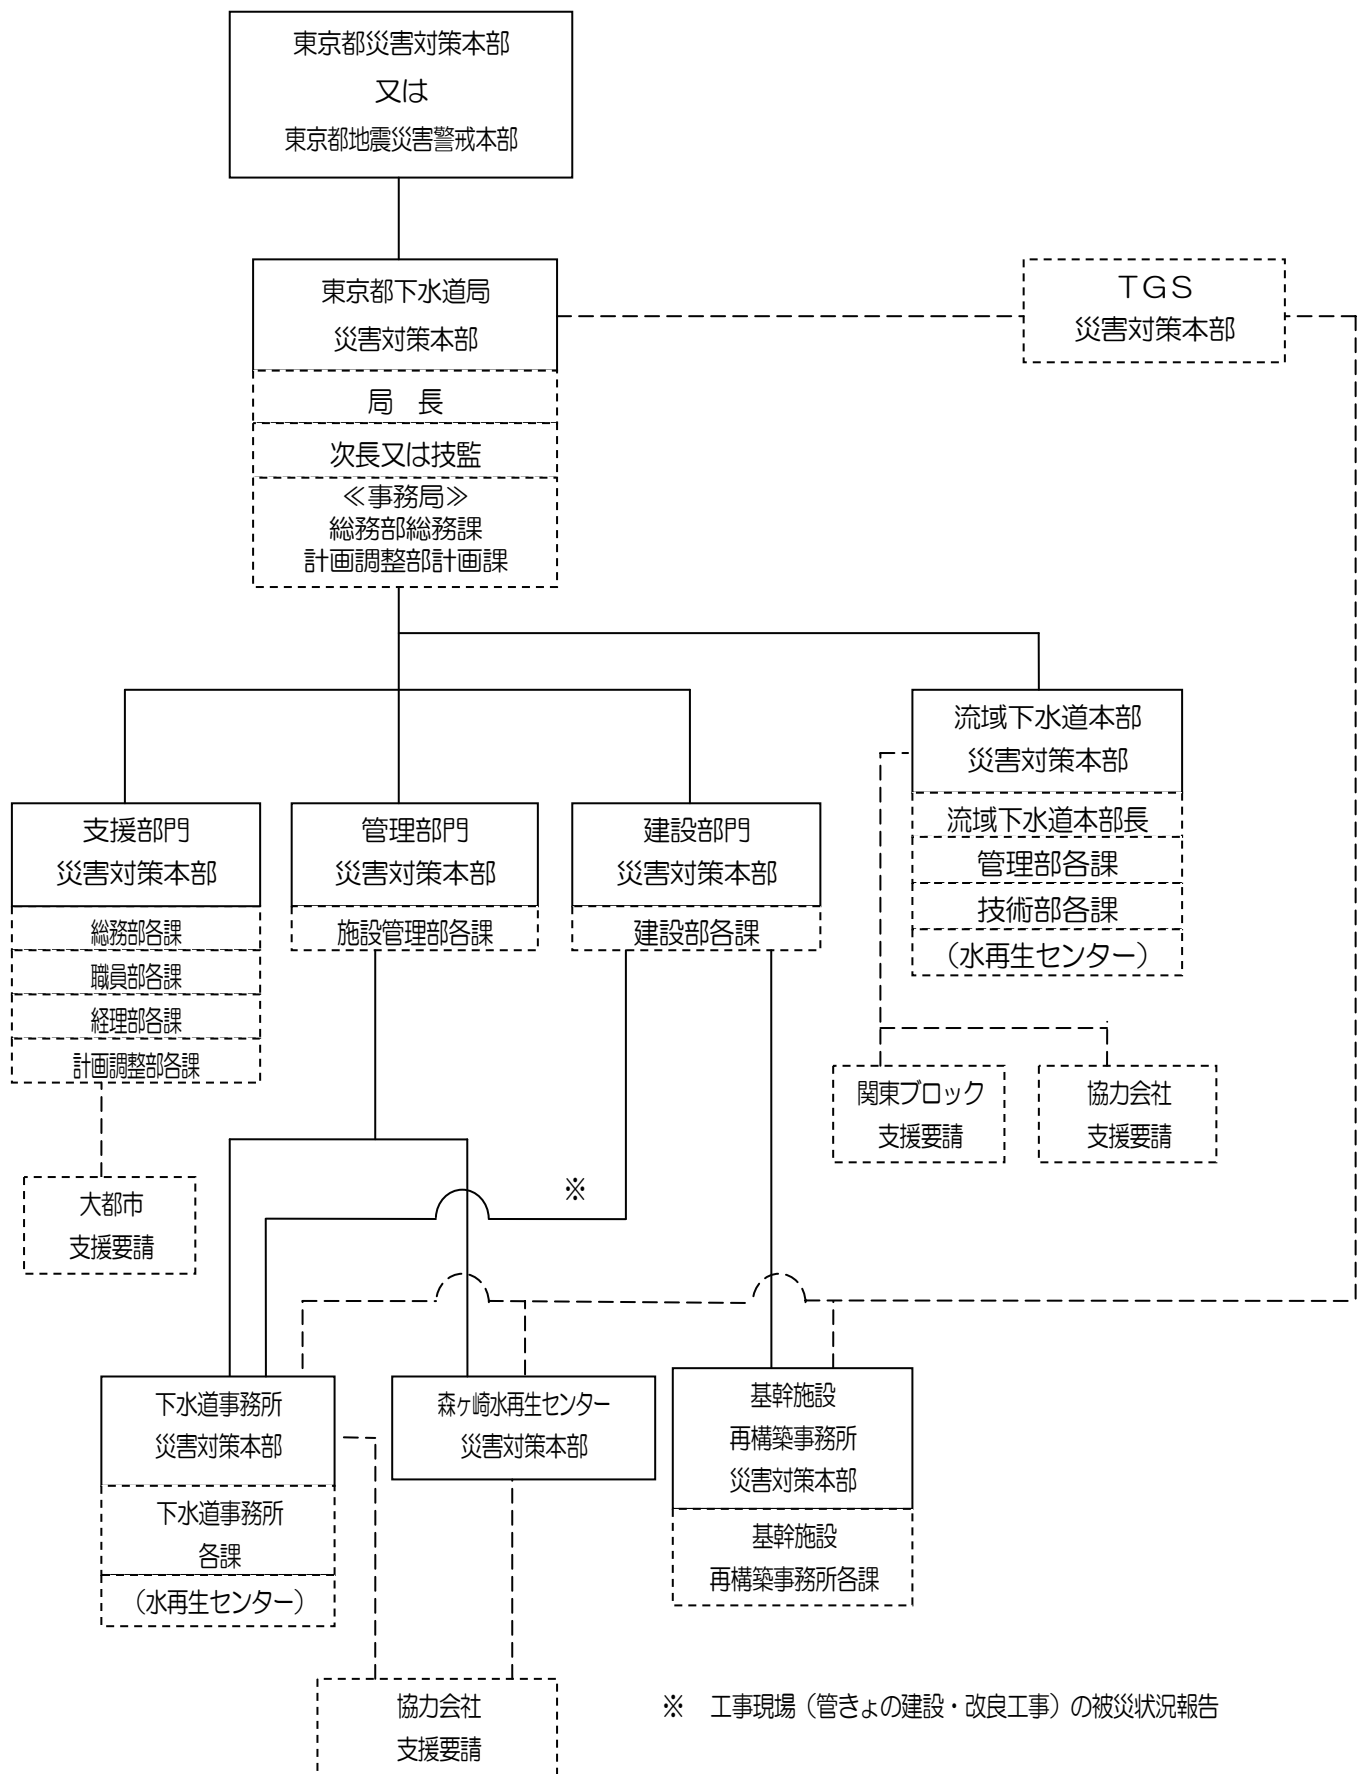 東京都災害対策本部
又は
東京都地震災害警戒本部
東京都下水道局
災害対策本部
局　長
次長又は技監
≪事務局≫
総務部総務課
計画調整部計画課
ＴＧＳ
災害対策本部
支援部門
災害対策本部
総務部各課
職員部各課
経理部各課
計画調整部各課
大都市
支援要請
管理部門
災害対策本部
施設管理部各課
建設部門
災害対策本部
建設部各課
流域下水道本部
災害対策本部
流域下水道本部長
管理部各課
技術部各課
（水再生センター）
関東ブロック
支援要請
協力会社
支援要請
※
下水道事務所
災害対策本部
下水道事務所
各課
（水再生センター）
森ヶ崎水再生センター
災害対策本部
基幹施設
再構築事務所
災害対策本部
基幹施設
再構築事務所各課
協力会社
支援要請
※　工事現場（管きょの建設・改良工事）の被災状況報告